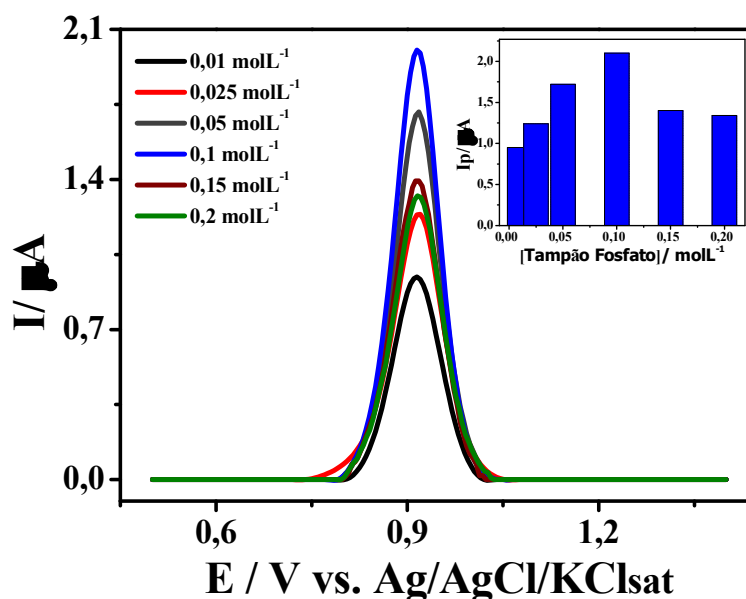 2,1
1,4
0,7
0,0
I/ A
0,01 molL⁻¹
0,025 molL⁻¹
0,05 molL⁻¹
0,1 molL⁻¹
0,15 molL⁻¹
0,2 molL⁻¹
2,0
1,5
1,0
0,5
0,0
Ip/ A
0,00 0,05 0,10 0,15 0,20
[Tampão Fosfato]/ molL⁻¹
0,6 0,9 1,2
E / V vs. Ag/AgCl/KClsat